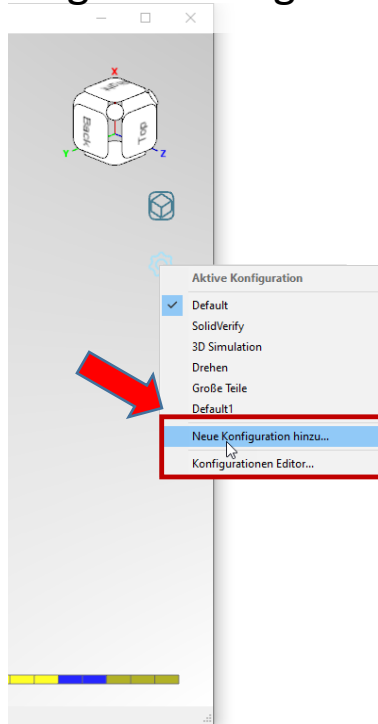 X
Back
Top
Y
Z
Aktive Konfiguration
Default
SolidVerify
3D Simulation
Drehen
Große Teile
Default1
Neue Konfiguration hinzu...
Konfigurationen Editor...